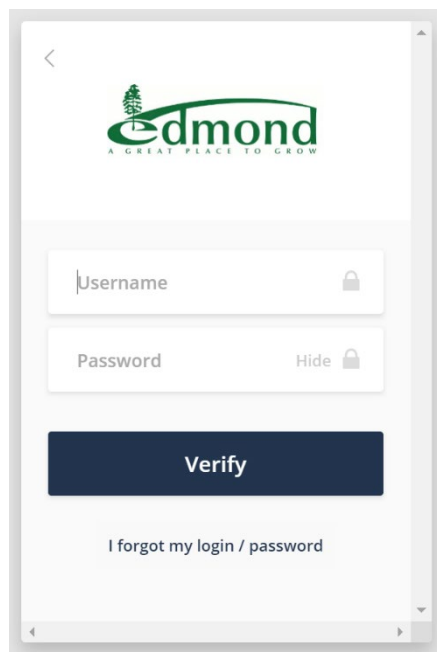 edmond
A GREAT PLACE TO GROW
Username
Password Hide
Verify
I forgot my login / password